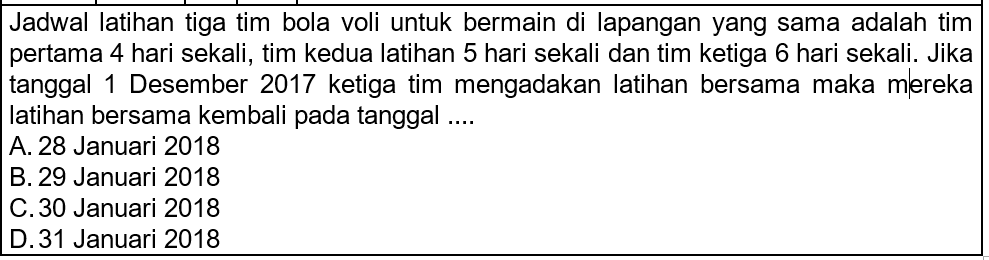 Jadwal latihan tiga tim bola voli untuk bermain di lapangan yang sama adalah tim
pertama 4 hari sekali, tim kedua latihan 5 hari sekali dan tim ketiga 6 hari sekali. Jika
tanggal 1 Desember 2017 ketiga tim mengadakan latihan bersama maka mereka
latihan bersama kembali pada tanggal ....
A. 28 Januari 2018
B. 29 Januari 2018
C. 30 Januari 2018
D. 31 Januari 2018